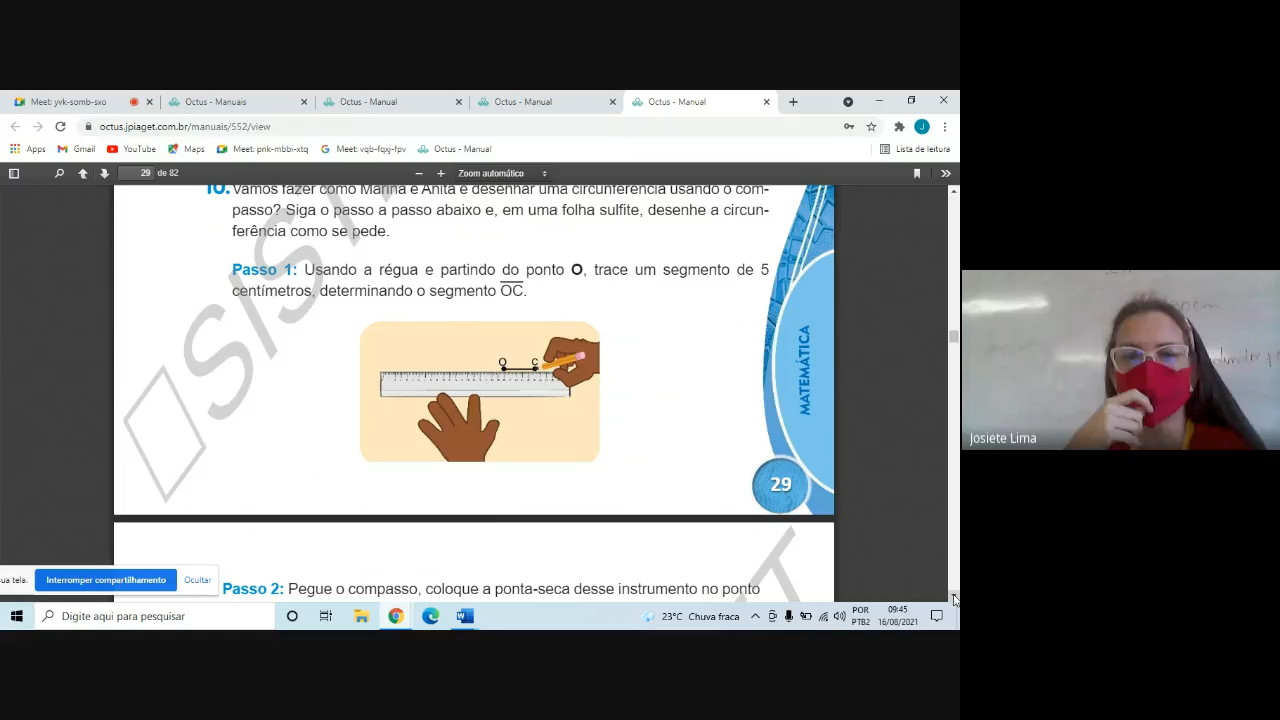 Meet: yvk-somb-sxo
Octus - Manuais
Octus - Manual
Octus - Manual
Octus - Manual
octus.jpiaget.com.br/manuais/552/view
Apps
Gmail
YouTube
Maps
Meet: pnk-mbbi-xtq
Meet: vqb-fqxj-fpv
Octus - Manual
Lista de leitura
29 de 82
Zoom automático
10. Vamos fazer como Marina e Anita e desenhar uma circunferência usando o com-
passo? Siga o passo a passo abaixo e, em uma folha sulfite, desenhe a circun-
ferência como se pede.
Passo 1: Usando a régua e partindo do ponto O, trace um segmento de 5
centímetros, determinando o segmento OC.
O C
MATEMÁTICA
29
Josiete Lima
sua tela.
Interromper compartilhamento
Ocultar
Passo 2: Pegue o compasso, coloque a ponta-seca desse instrumento no ponto
Digite aqui para pesquisar
23°C Chuva fraca
POR
PTB2
09:45
16/08/2021